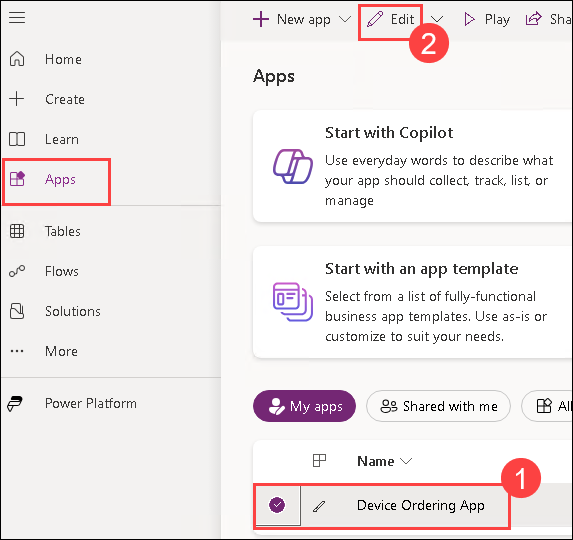 New app
Edit
Play
Sha
2
Home
Create
Learn
Apps
Tables
Flows
Solutions
More
Power Platform
Apps
Start with Copilot
Use everyday words to describe what
your app should collect, track, list, or
manage
Start with an app template
Select from a list of fully-functional
business app templates. Use as-is or
customize to suit your needs.
My apps
Shared with me
All
Name
1
Device Ordering App